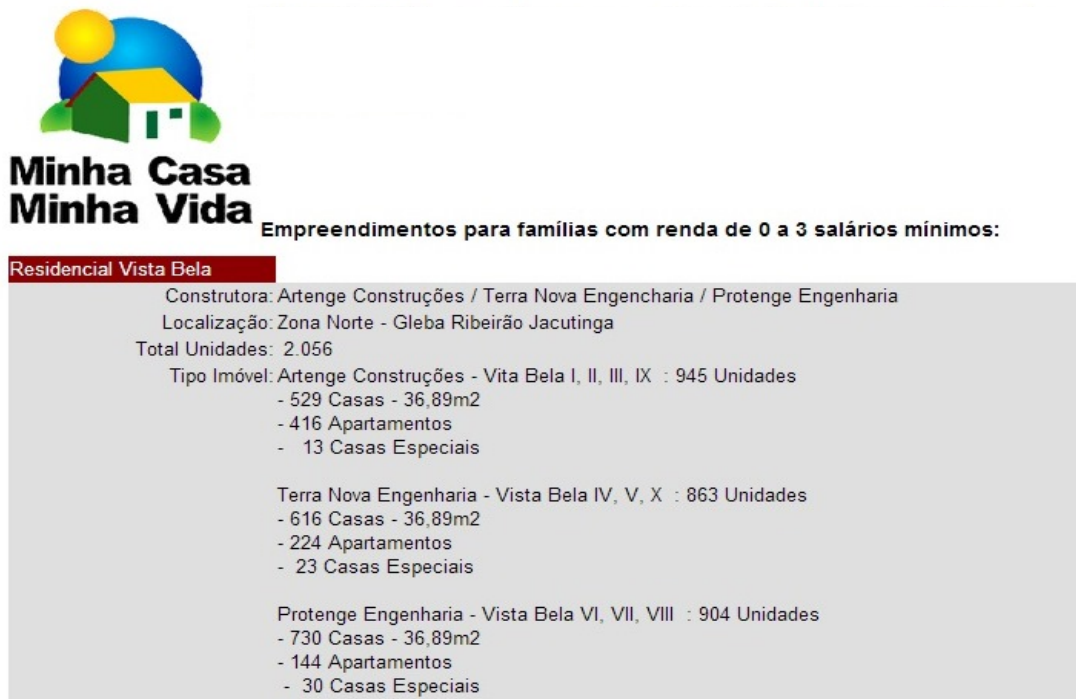 Minha Casa
Minha Vida
Empreendimentos para famílias com renda de 0 a 3 salários mínimos:
Residencial Vista Bela
Construtora: Artenge Construções / Terra Nova Engencharia / Protenge Engenharia
Localização: Zona Norte - Gleba Ribeirão Jacutinga
Total Unidades: 2.056
Tipo Imóvel: Artenge Construções - Vita Bela I, II, III, IX : 945 Unidades
- 529 Casas - 36,89m2
- 416 Apartamentos
- 13 Casas Especiais
Terra Nova Engenharia - Vista Bela IV, V, X : 863 Unidades
- 616 Casas - 36,89m2
- 224 Apartamentos
- 23 Casas Especiais
Protenge Engenharia - Vista Bela VI, VII, VIII : 904 Unidades
- 730 Casas - 36,89m2
- 144 Apartamentos
- 30 Casas Especiais